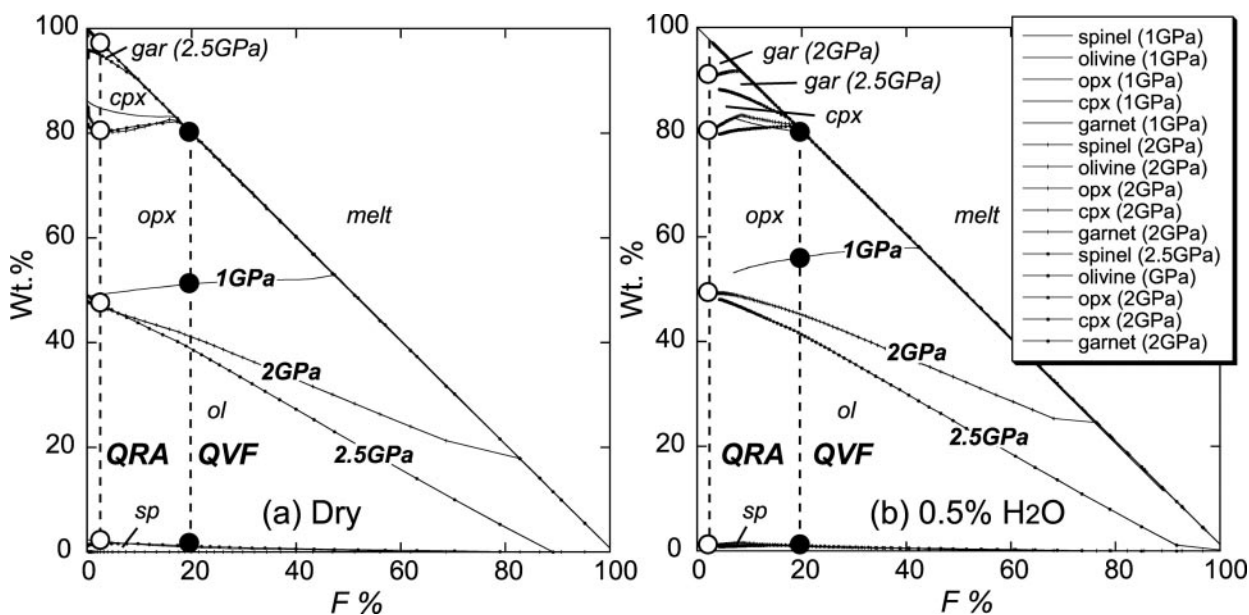 100
80
60
40
20
0
Wt.%
gar (2.5GPa)
cpx
opx
melt
1GPa
2GPa
ol
2.5GPa
QRA
QVF
sp
(a) Dry
0
20
40
60
80
100
F %
100
80
60
40
20
0
Wt.%
gar (2GPa)
gar (2.5GPa)
cpx
opx
melt
1GPa
2GPa
ol
2.5GPa
QRA
QVF
sp
(b) 0.5% H2O
0
20
40
60
80
100
F %
spinel (1GPa)
olivine (1GPa)
opx (1GPa)
cpx (1GPa)
garnet (1GPa)
spinel (2GPa)
olivine (2GPa)
opx (2GPa)
cpx (2GPa)
garnet (2GPa)
spinel (2.5GPa)
olivine (GPa)
opx (2GPa)
cpx (2GPa)
garnet (2GPa)